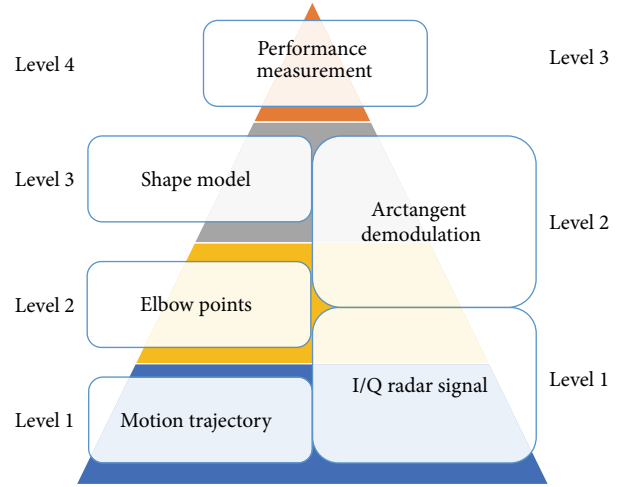 Level 4
Performance
measurement
Level 3
Level 3
Shape model
Arctangent
demodulation
Level 2
Level 2
Elbow points
I/Q radar signal
Level 1
Level 1
Motion trajectory